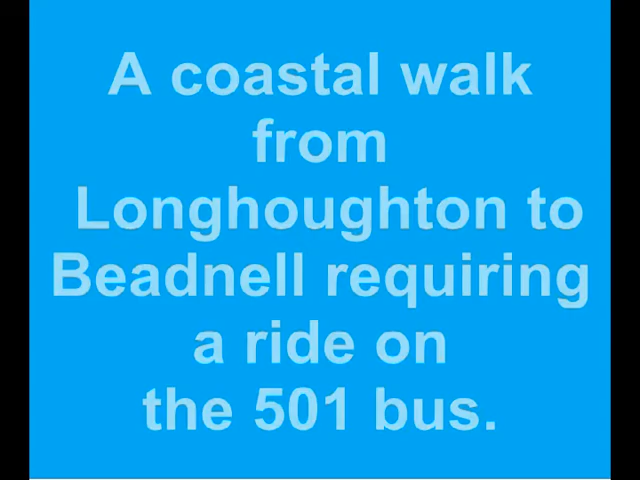 A coastal walk
from
Longhoughton to
Beadnell requiring
a ride on
the 501 bus.